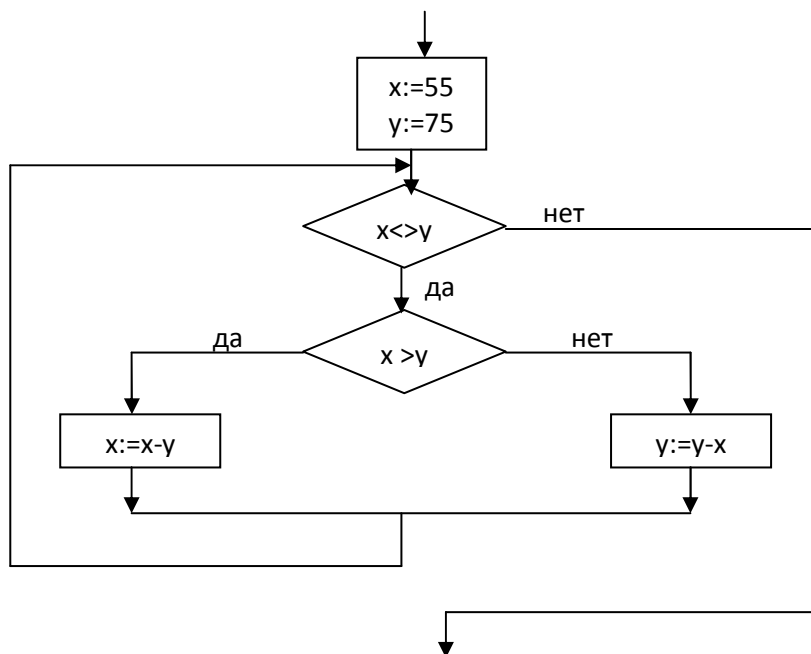 x:=55
y:=75
x<>y
нет
да
да
x >y
нет
x:=x-y
y:=y-x